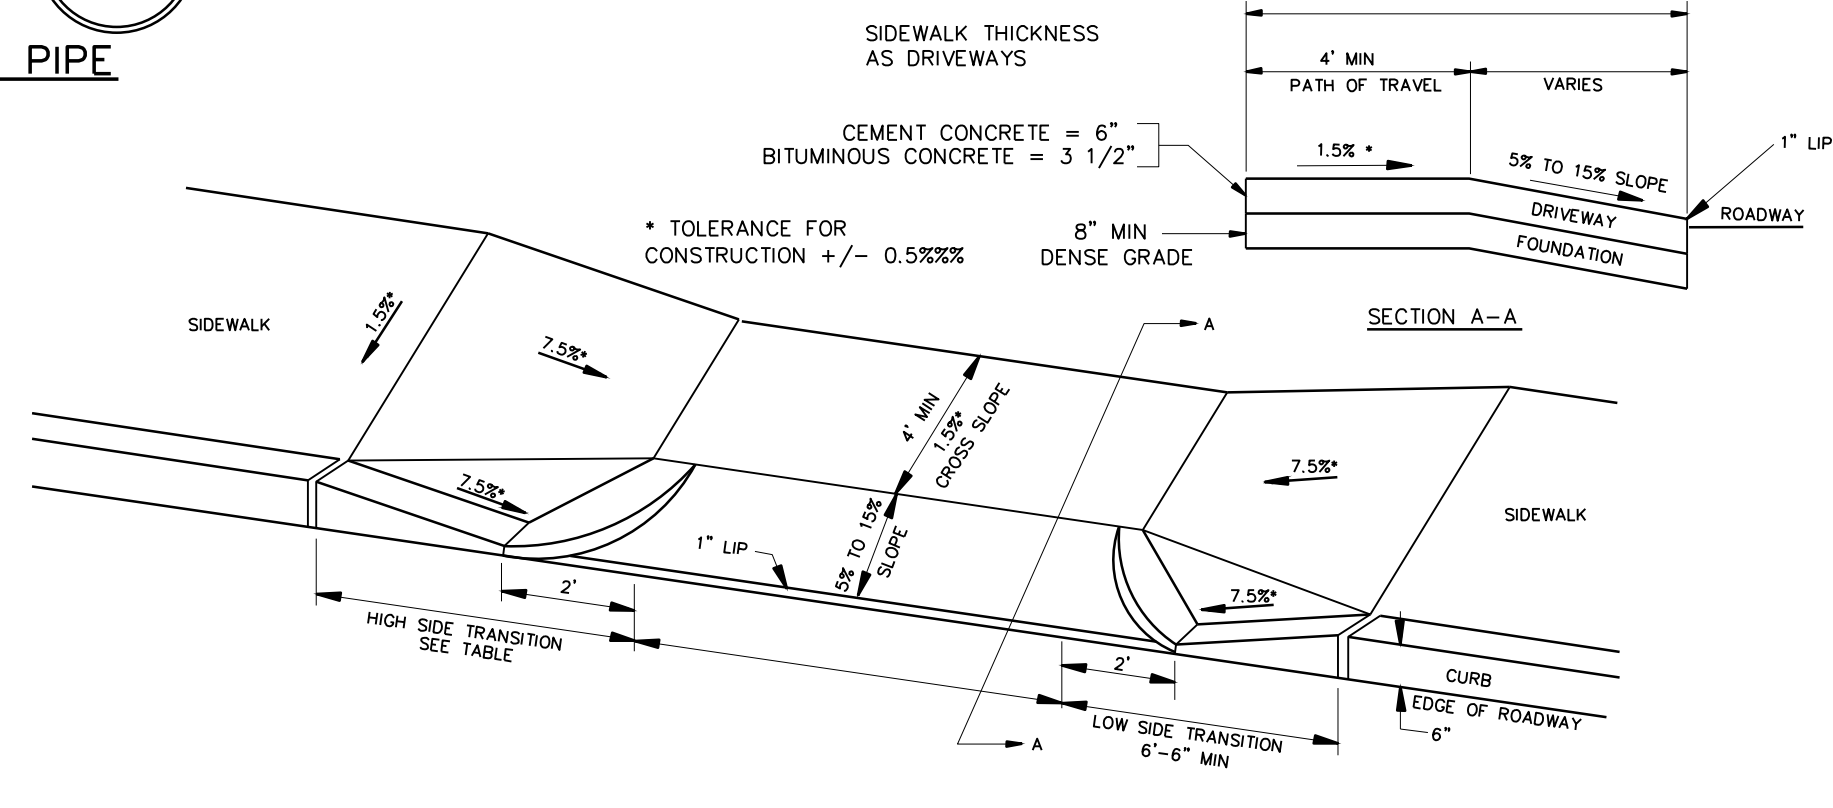 PIPE
SIDEWALK THICKNESS
AS DRIVEWAYS
CEMENT CONCRETE = 6"
BITUMINOUS CONCRETE = 3 1/2"
8" MIN
DENSE GRADE
4' MIN
PATH OF TRAVEL
VARIES
1.5% *
5% TO 15% SLOPE
1" LIP
DRIVEWAY
ROADWAY
FOUNDATION
SECTION A-A
* TOLERANCE FOR
CONSTRUCTION +/- 0.5%%%
SIDEWALK
1.5%*
7.5%*
7.5%*
4' MIN
1.5%*
CROSS SLOPE
A
7.5%*
SIDEWALK
1" LIP
5% TO 15%
SLOPE
7.5%*
2'
HIGH SIDE TRANSITION
SEE TABLE
2'
LOW SIDE TRANSITION
6'-6" MIN
A
CURB
EDGE OF ROADWAY
6"